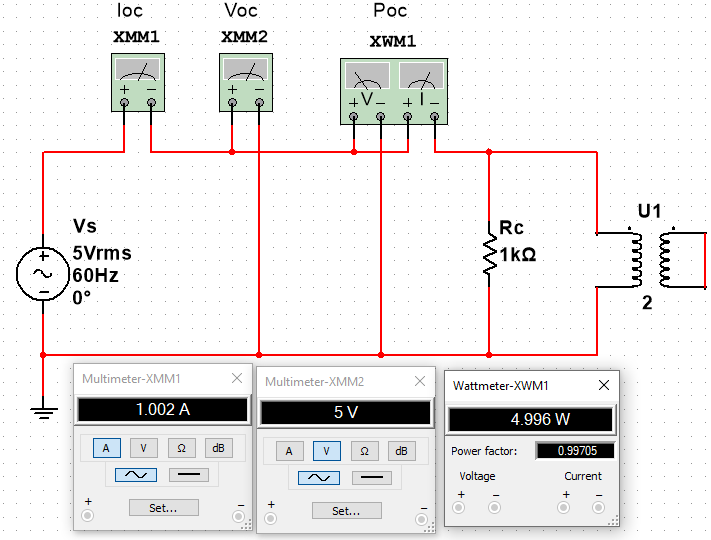 Ioc Voc Poc
XMM1 XMM2 XWM1
V I
Vs
5Vrms
60Hz
0°
Rc
1kΩ
U1
2
Multimeter-XMM1
1.002 A
A V Ω dB
Set...
+ −
Multimeter-XMM2
5 V
A V Ω dB
Set...
+ −
Wattmeter-XWM1
4.996 W
Power factor: 0.99705
Voltage Current
+ − + −